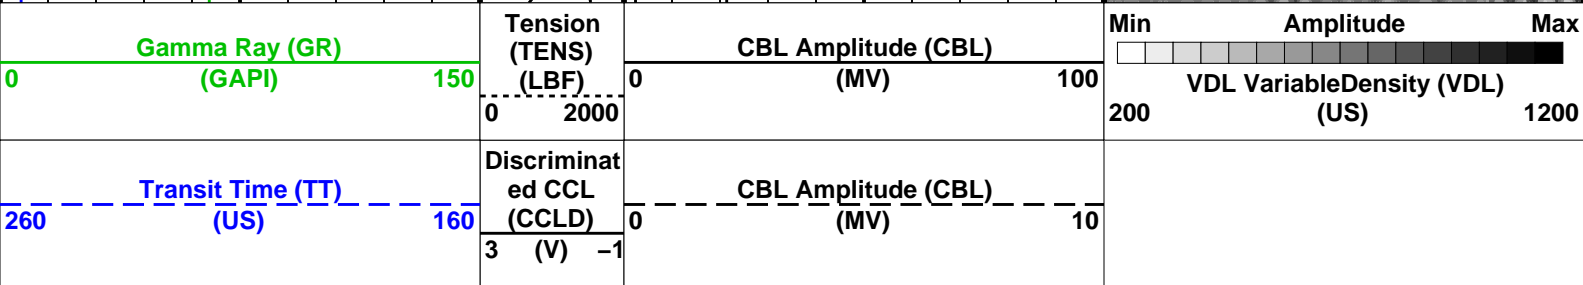 Gamma Ray (GR)
0 (GAPI) 150
Tension
(TENS)
(LBF)
0 2000
CBL Amplitude (CBL)
0 (MV) 100
Min Amplitude Max
VDL VariableDensity (VDL)
200 (US) 1200
Transit Time (TT)
260 (US) 160
Discriminat
ed CCL
(CCLD)
3 (V) −1
CBL Amplitude (CBL)
0 (MV) 10